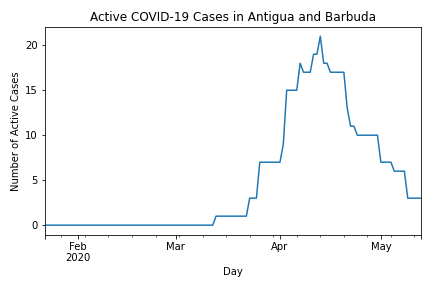 Active COVID-19 Cases in Antigua and Barbuda
Number of Active Cases
20
15
10
5
0
Feb Mar Apr May
2020
Day